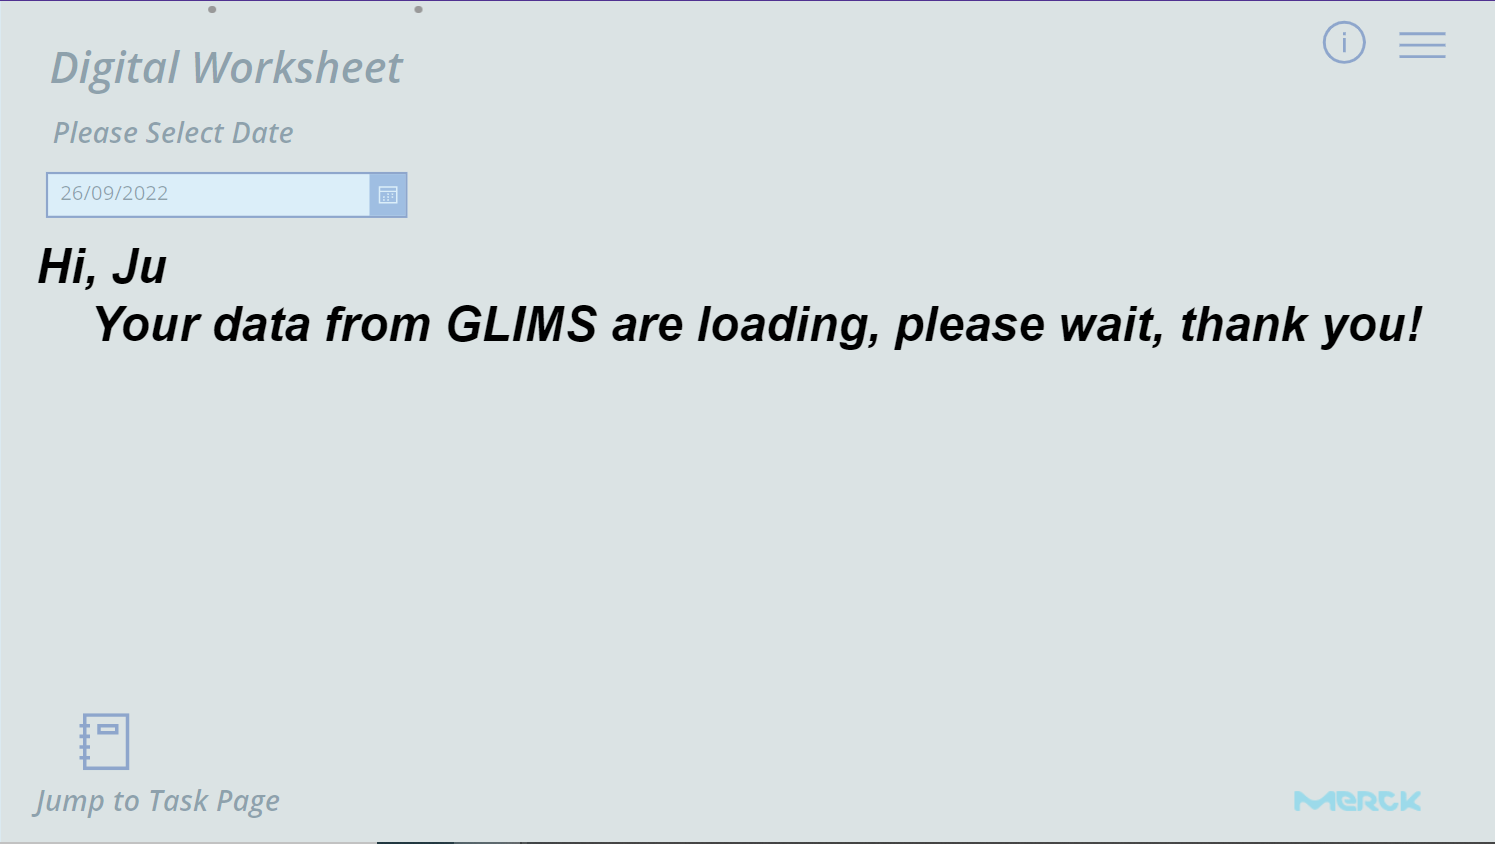 Digital Worksheet
Please Select Date
26/09/2022
Hi, Ju
Your data from GLIMS are loading, please wait, thank you!
Jump to Task Page
MERCK